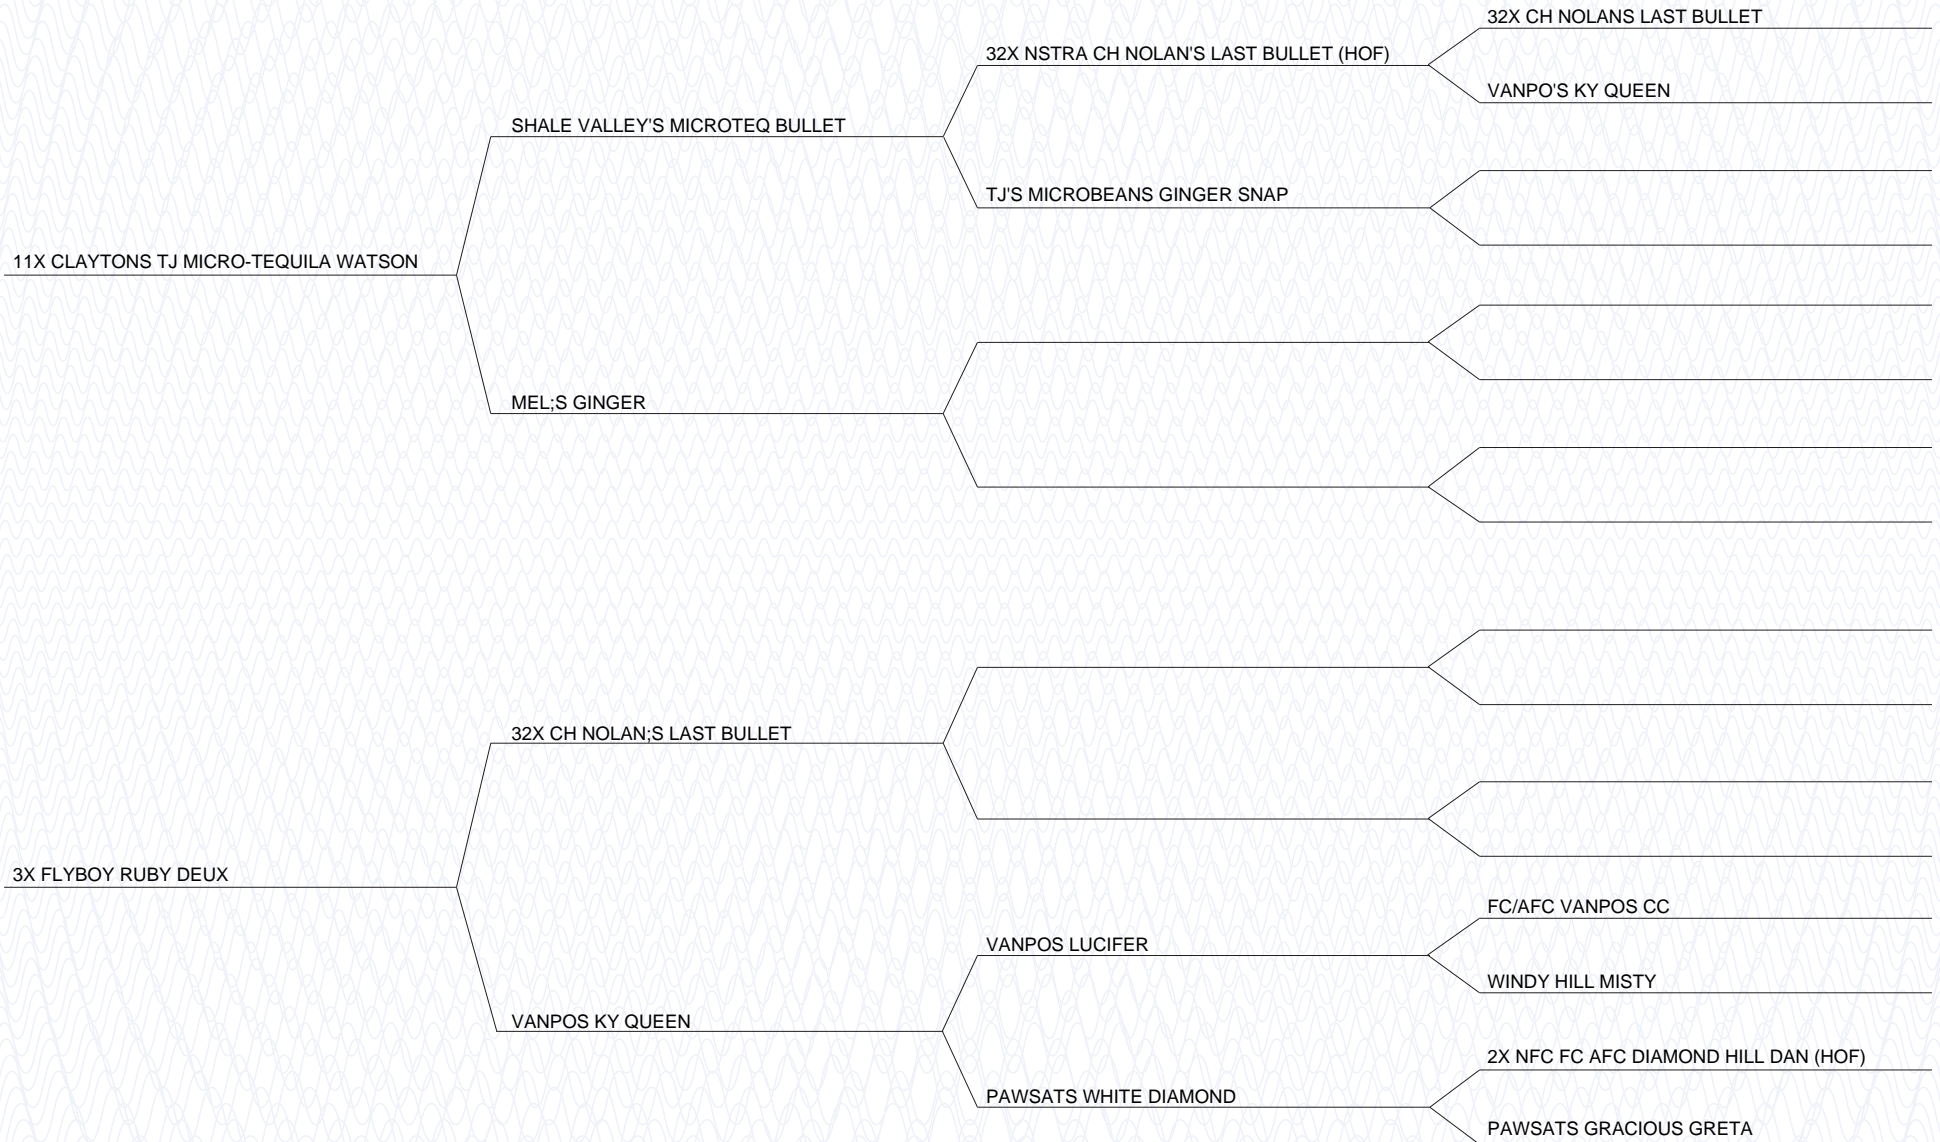 32X CH NOLANS LAST BULLET
32X NSTRA CH NOLAN'S LAST BULLET (HOF)
VANPO'S KY QUEEN
SHALE VALLEY'S MICROTEQ BULLET
TJ'S MICROBEANS GINGER SNAP
11X CLAYTONS TJ MICRO-TEQUILA WATSON
MEL;S GINGER
32X CH NOLAN;S LAST BULLET
3X FLYBOY RUBY DEUX
FC/AFC VANPOS CC
VANPOS LUCIFER
WINDY HILL MISTY
VANPOS KY QUEEN
2X NFC FC AFC DIAMOND HILL DAN (HOF)
PAWSATS WHITE DIAMOND
PAWSATS GRACIOUS GRETA